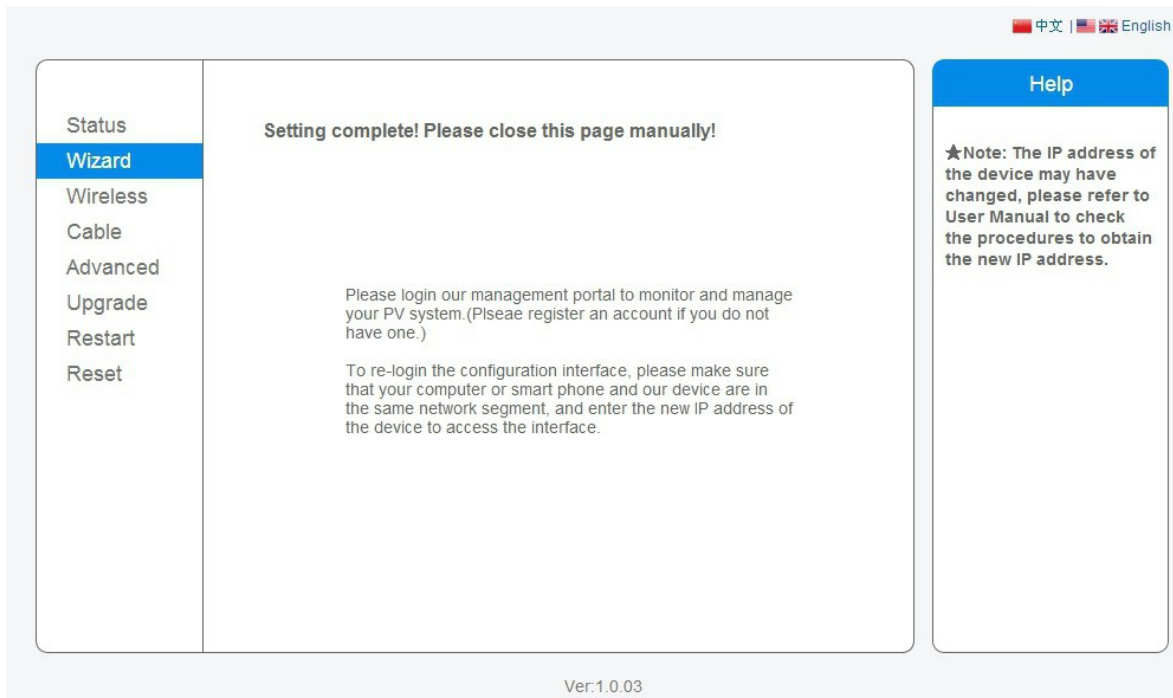 中文 | English
Status
Wizard
Wireless
Cable
Advanced
Upgrade
Restart
Reset
Setting complete! Please close this page manually!
Please login our management portal to monitor and manage
your PV system.(Plseae register an account if you do not
have one.)
To re-login the configuration interface, please make sure
that your computer or smart phone and our device are in
the same network segment, and enter the new IP address of
the device to access the interface.
Help
★Note: The IP address of
the device may have
changed, please refer to
User Manual to check
the procedures to obtain
the new IP address.
Ver:1.0.03